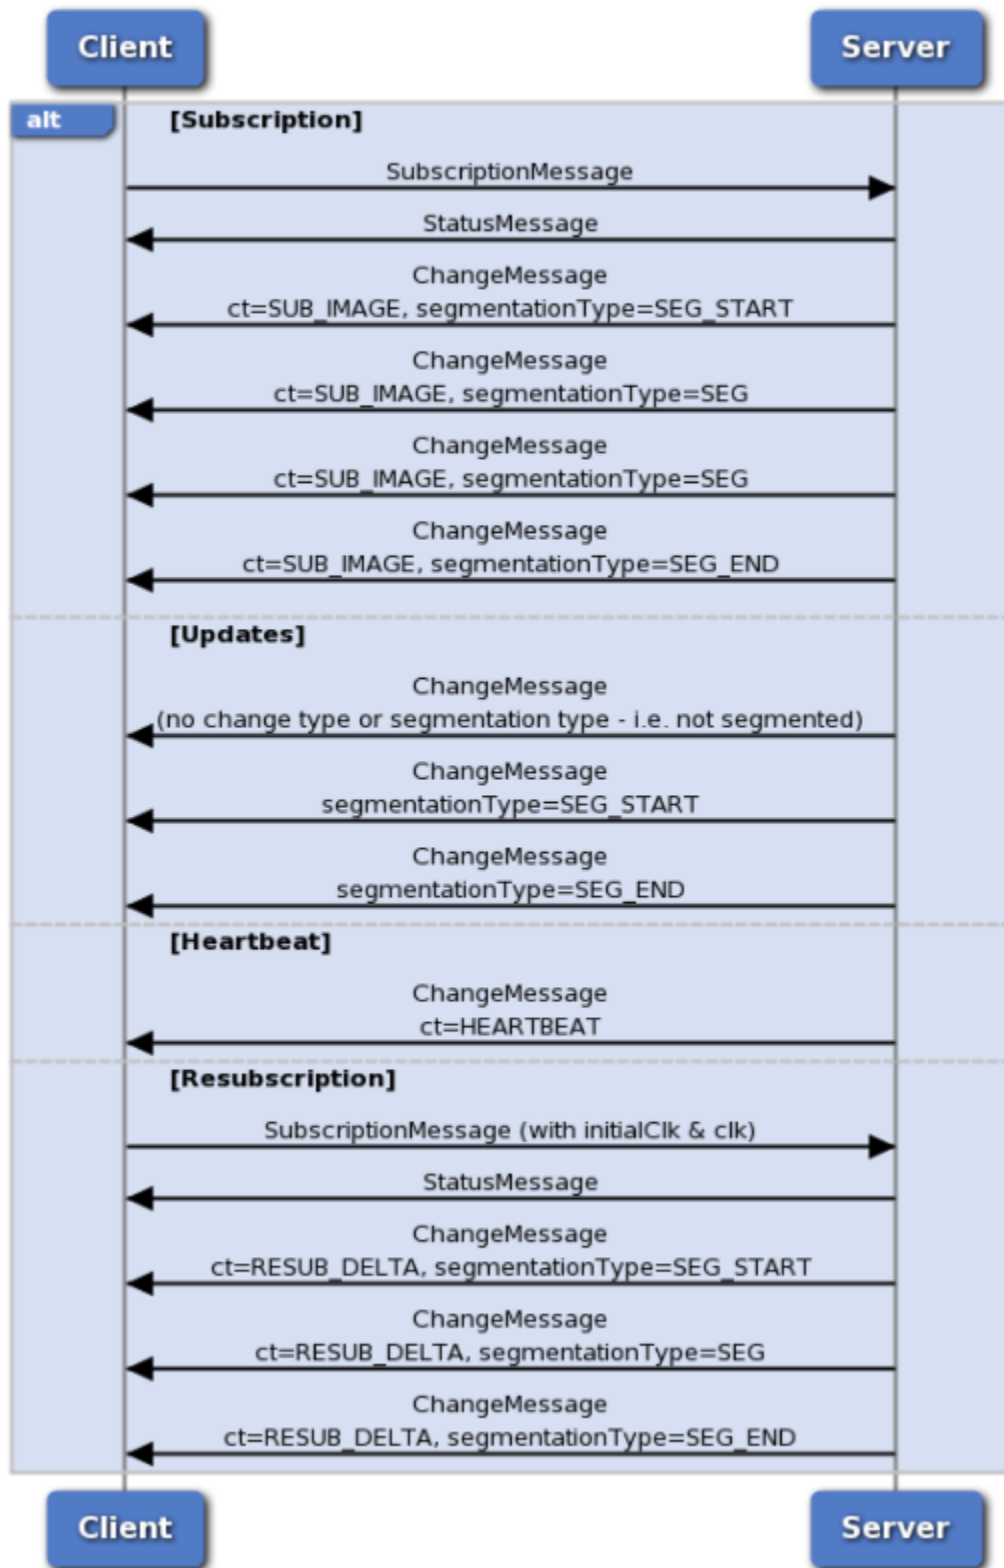 Client
Server
alt
[Subscription]
SubscriptionMessage
StatusMessage
ChangeMessage
ct=SUB_IMAGE, segmentationType=SEG_START
ChangeMessage
ct=SUB_IMAGE, segmentationType=SEG
ChangeMessage
ct=SUB_IMAGE, segmentationType=SEG
ChangeMessage
ct=SUB_IMAGE, segmentationType=SEG_END
[Updates]
ChangeMessage
(no change type or segmentation type - i.e. not segmented)
ChangeMessage
segmentationType=SEG_START
ChangeMessage
segmentationType=SEG_END
[Heartbeat]
ChangeMessage
ct=HEARTBEAT
[Resubscription]
SubscriptionMessage (with initialClk & clk)
StatusMessage
ChangeMessage
ct=RESUB_DELTA, segmentationType=SEG_START
ChangeMessage
ct=RESUB_DELTA, segmentationType=SEG
ChangeMessage
ct=RESUB_DELTA, segmentationType=SEG_END
Client
Server